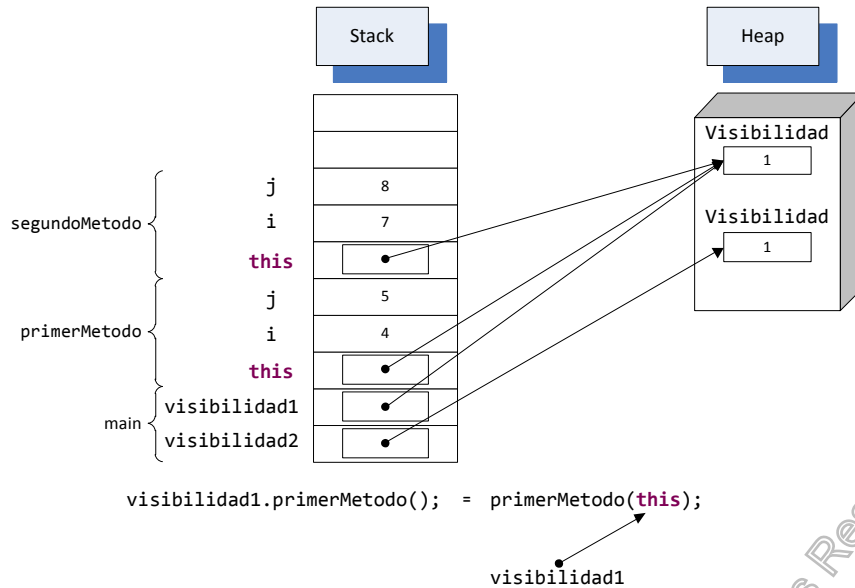 Stack
Heap
Visibilidad
1
j 8
segundoMetodo i 7
Visibilidad
1
this
j 5
primerMetodo i 4
this
visibilidad1
main
visibilidad2
visibilidad1.primerMetodo(); = primerMetodo(this);
visibilidad1